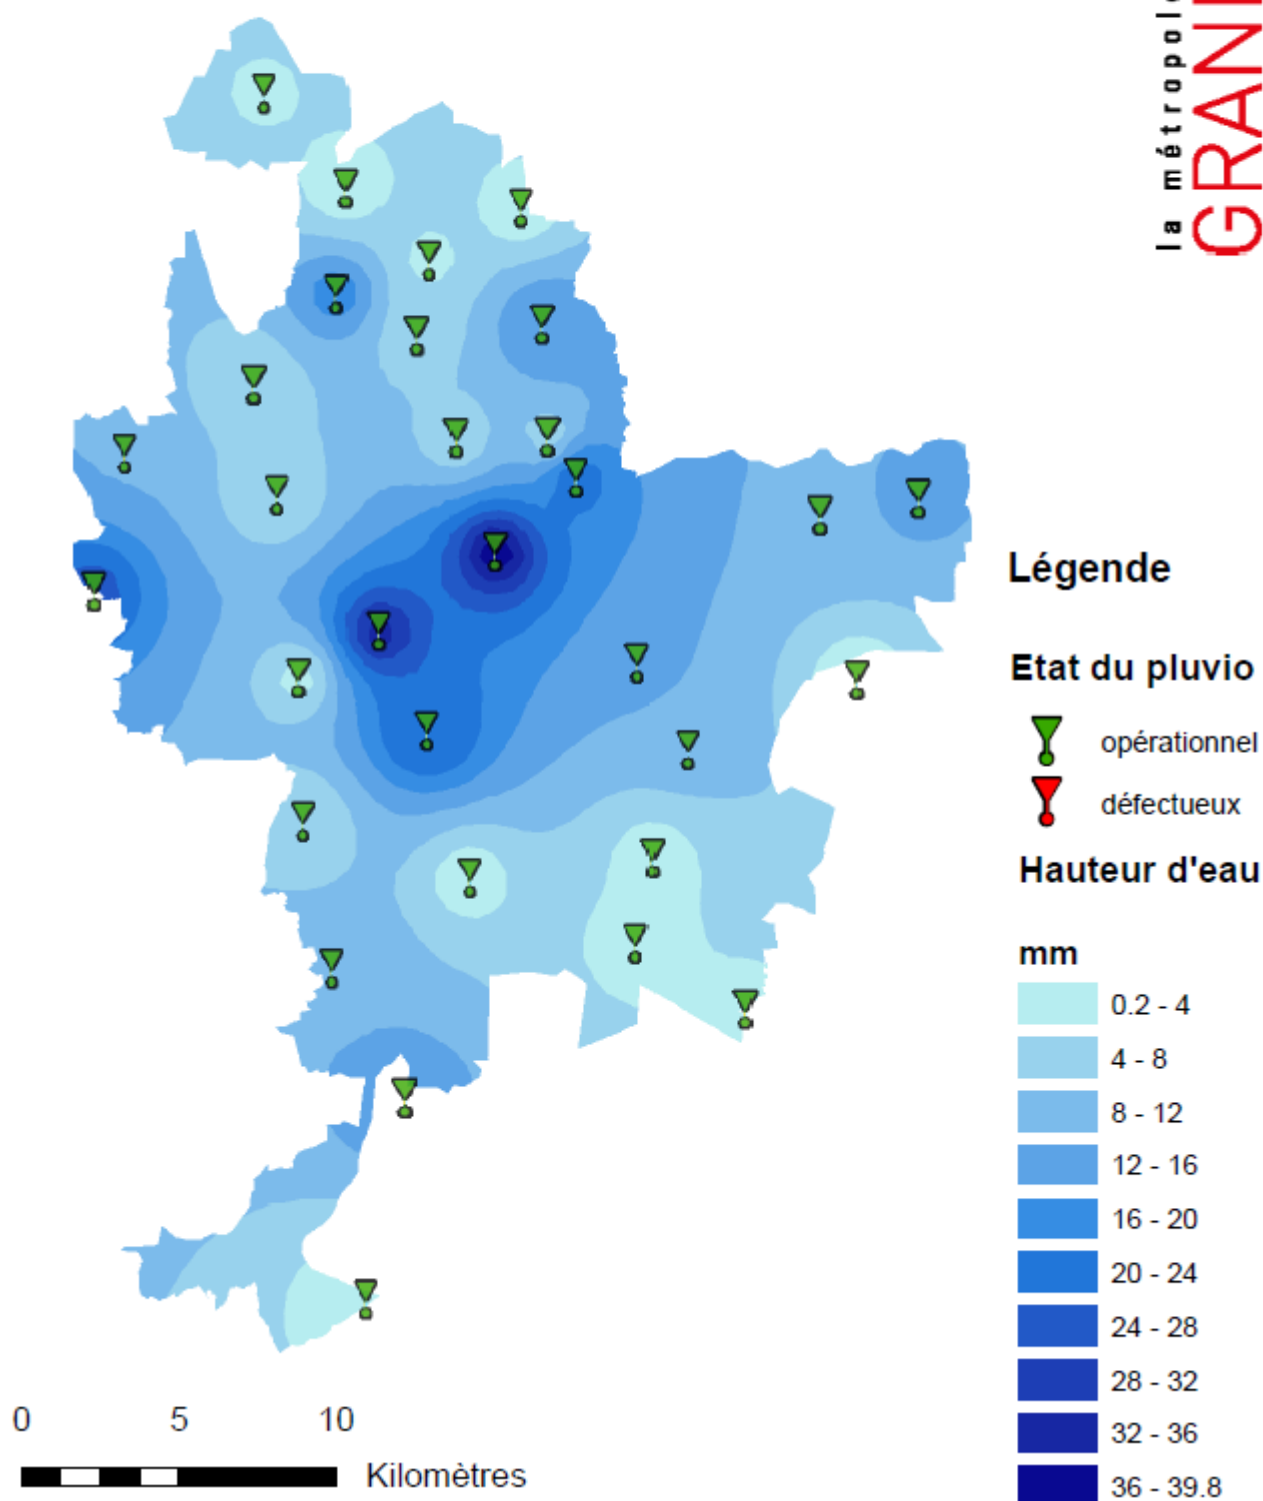 la métropole
GRAN
Légende
Etat du pluvio
opérationnel
défectueux
Hauteur d'eau
mm
0.2 - 4
4 - 8
8 - 12
12 - 16
16 - 20
20 - 24
24 - 28
28 - 32
32 - 36
36 - 39.8
0 5 10
Kilomètres